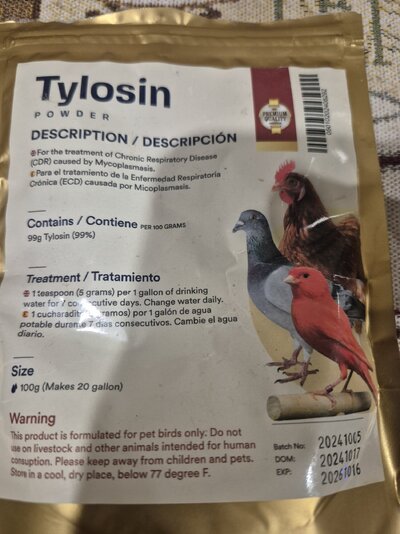 Tylosin
POWDER
PREMIUM
QUALITY
DESCRIPTION / DESCRIPCIÓN
For the treatment of Chronic Respiratory Disease
(CDR) caused by Mycoplasmasis.
Para el tratamiento de la Enfermedad Respiratoria
Crónica (ECD) causada por Micoplasmasis.
Contains / Contiene PER 100 GRAMS
99g Tylosin (99%)
Treatment / Tratamiento
1 teaspoon (5 grams) per 1 gallon of drinking
water for 7 consecutive days. Change water daily.
1 cucharadita (5 gramos) por 1 galón de agua
potable durante 7 días consecutivos. Cambie el agua
diario.
Size
100g (Makes 20 gallon)
Warning
This product is formulated for pet birds only. Do not
use on livestock and other animals intended for human
consuption. Please keep away from children and pets.
Store in a cool, dry place, below 77 degree F.
Batch No: 20241005
DOM: 20241017
EXP: 20261016